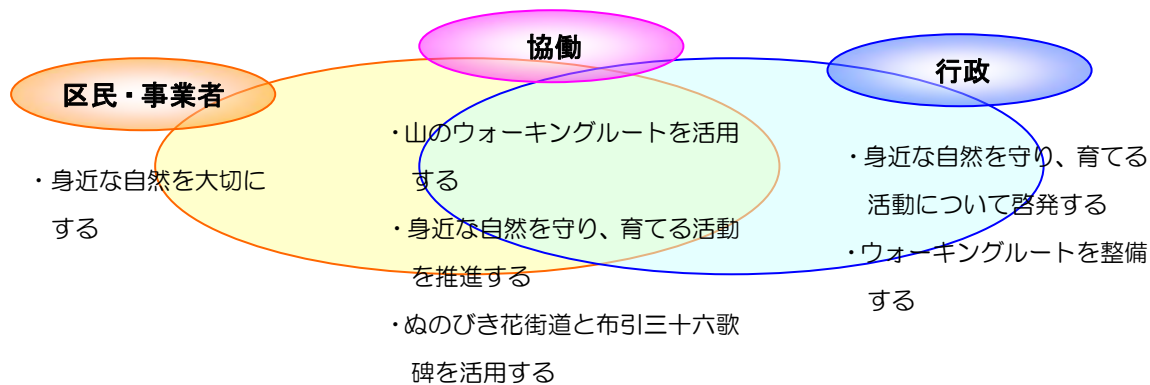 協働
区民・事業者
行政
・身近な自然を大切に
する
・山のウォーキングルートを活用
する
・身近な自然を守り、育てる活動
を推進する
・ぬのびき花街道と布引三十六歌
碑を活用する
・身近な自然を守り、育てる
活動について啓発する
・ウォーキングルートを整備
する